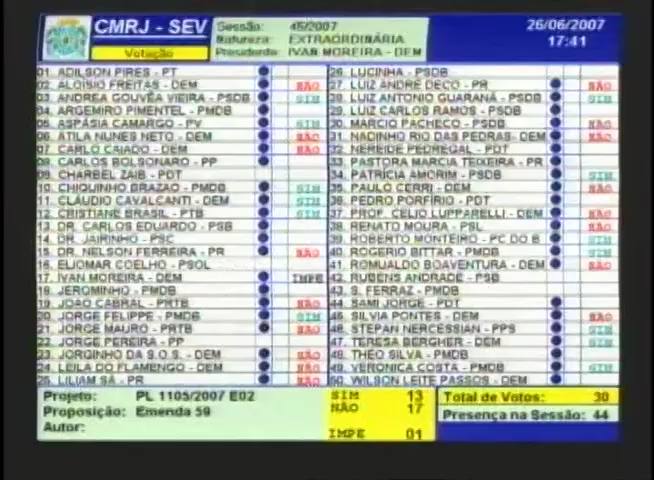 CMRJ - SEV
Votação
Sessão: 45/2007
Natureza: EXTRAORDINÁRIA
Presidente: IVAN MOREIRA - DEM
26/06/2007
17:41
01. ADILSON PIRES - PT
02. ALOISIO FREITAS - DEM NÃO
03. ANDREA GOUVÊA VIEIRA - PSDB SIM
04. ARGEMIRO PIMENTEL - PMDB
05. ASPÁSIA CAMARGO - PV SIM
06. ATILA NUNES NETO - DEM NÃO
07. CARLO CAIADO - DEM NÃO
08. CARLOS BOLSONARO - PP
09. CHARBEL ZAIB - PDT
10. CHIQUINHO BRAZÃO - PMDB SIM
11. CLÁUDIO CAVALCANTI - DEM SIM
12. CRISTIANE BRASIL - PTB SIM
13. DR. CARLOS EDUARDO - PSB
14. DR. JAIRINHO - PSC
15. DR. NELSON FERREIRA - PR NÃO
16. ELIOMAR COELHO - PSOL
17. IVAN MOREIRA - DEM IMPE
18. JEROMINHO - PMDB
19. JOÃO CABRAL - PRTB NÃO
20. JORGE FELIPPE - PMDB SIM
21. JORGE MAURO - PRTB NÃO
22. JORGE PEREIRA - PP
23. JORGINHO DA S.O.S. - DEM NÃO
24. LEILA DO FLAMENGO - DEM NÃO
25. LILIAM SÁ - PR NÃO
26. LUCINHA - PSDB
27. LUIZ ANDRÉ DECO - PR NÃO
28. LUIZ ANTONIO GUARANÁ - PSDB SIM
29. LUIZ CARLOS RAMOS - PSDB
30. MÁRCIO PACHECO - PSDB NÃO
31. NADINHO RIO DAS PEDRAS - DEM NÃO
32. NEREIDE PEDREGAL - PDT
33. PASTORA MARCIA TEIXEIRA - PR
34. PATRÍCIA AMORIM - PSDB SIM
35. PAULO CERRI - DEM NÃO
36. PEDRO PORFÍRIO - PDT
37. PROF. CÉLIO LUPPARELLI - DEM NÃO
38. RENATO MOURA - PSL NÃO
39. ROBERTO MONTEIRO - PC DO B SIM
40. ROGERIO BITTAR - PMDB SIM
41. ROMUALDO BOAVENTURA - DEM NÃO
42. RUBENS ANDRADE - PSB
43. S. FERRAZ - PMDB
44. SAMI JORGE - PDT
45. SILVIA PONTES - DEM NÃO
46. STEPAN NERCESSIAN - PPS SIM
47. TERESA BERGHER - DEM SIM
48. THEO SILVA - PMDB
49. VERÔNICA COSTA - PMDB SIM
50. WILSON LEITE PASSOS - DEM
Projeto: PL 1105/2007 E02
Proposição: Emenda 59
Autor:
SIM 13
NÃO 17
IMPE 01
Total de Votos: 30
Presença na Sessão: 44